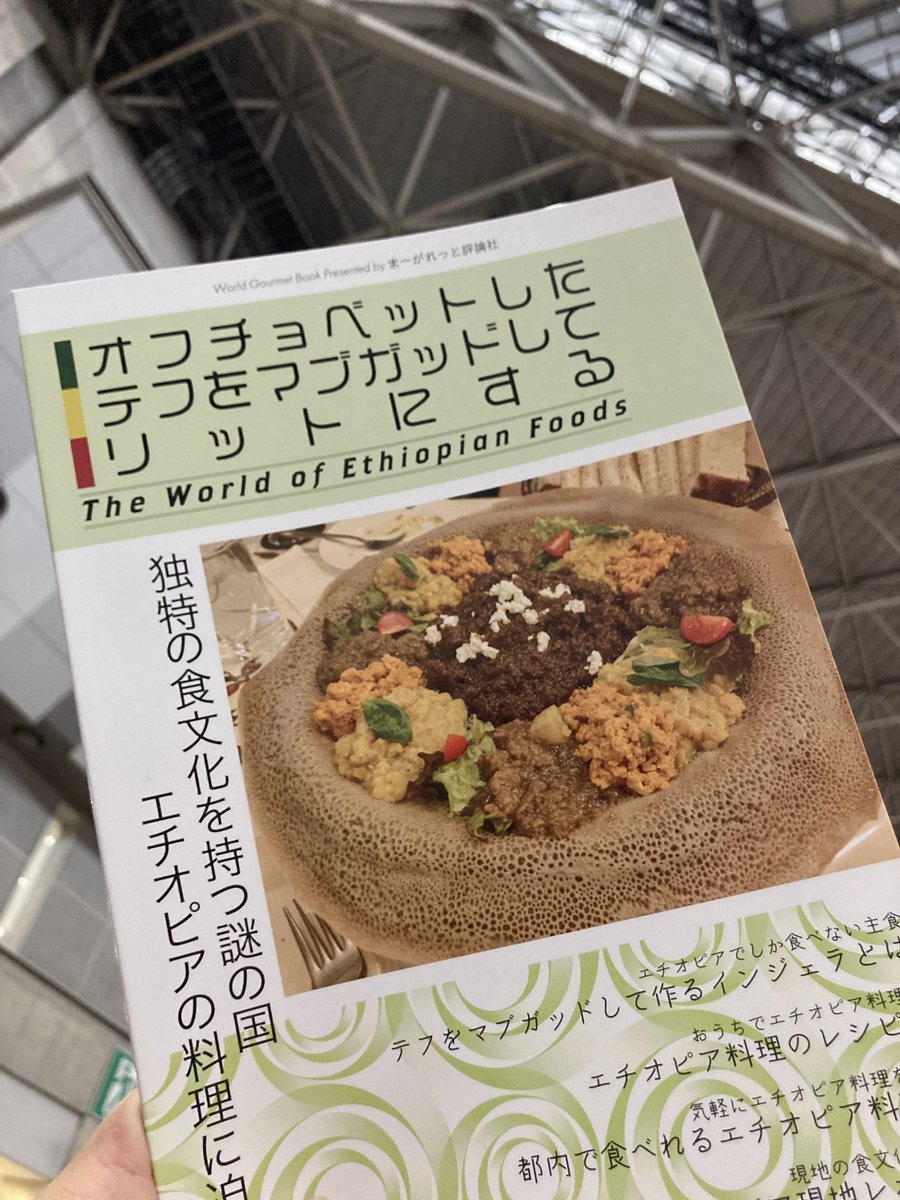 World Gourmet Book Presented by まーがれっと評論社
オフチョベットした
テフをマブガッドして
リットにする
The World of Ethiopian Foods
独特の食文化を持つ謎の国
エチオピアの料理に迫
エチオピアでしか食べない主食
テフをマブガッドして作るインジェラとは
おうちでエチオピア料理
エチオピア料理のレシピ
気軽にエチオピア料理を
都内で食べれるエチオピア料
現地の食文化
現地レ